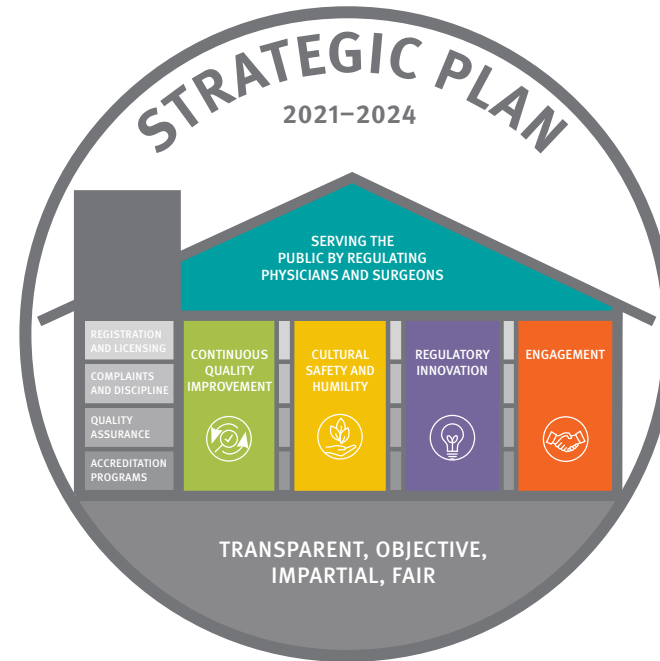 STRATEGIC PLAN
2021–2024
SERVING THE
PUBLIC BY REGULATING
PHYSICIANS AND SURGEONS
REGISTRATION
AND LICENSING
COMPLAINTS
AND DISCIPLINE
QUALITY
ASSURANCE
ACCREDITATION
PROGRAMS
CONTINUOUS
QUALITY
IMPROVEMENT
CULTURAL
SAFETY AND
HUMILITY
REGULATORY
INNOVATION
ENGAGEMENT
TRANSPARENT, OBJECTIVE,
IMPARTIAL, FAIR